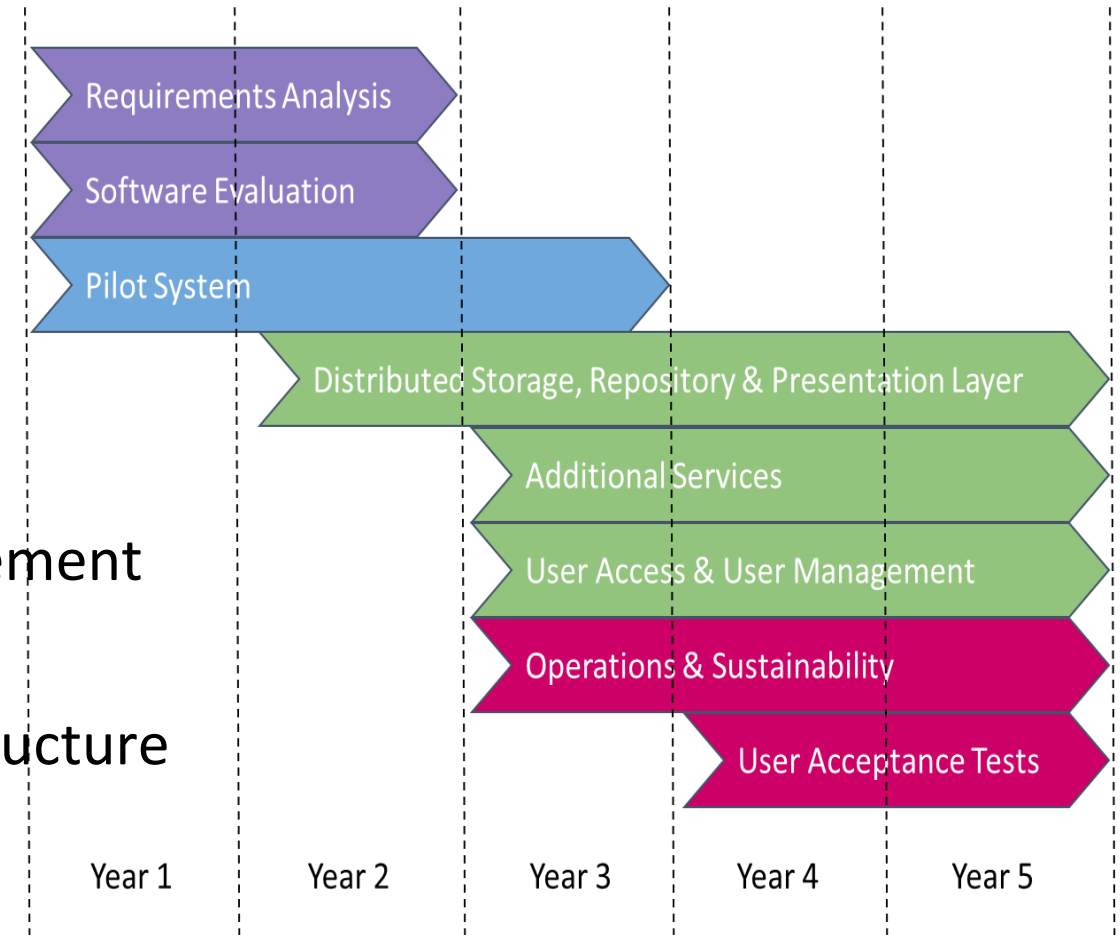 Requirements Analysis
Software Evaluation
Pilot System
Distributed Storage, Repository & Presentation Layer
Additional Services
ement
User Access & User Management
Operations & Sustainability
ucture
User Acceptance Tests
Year 1 Year 2 Year 3 Year 4 Year 5